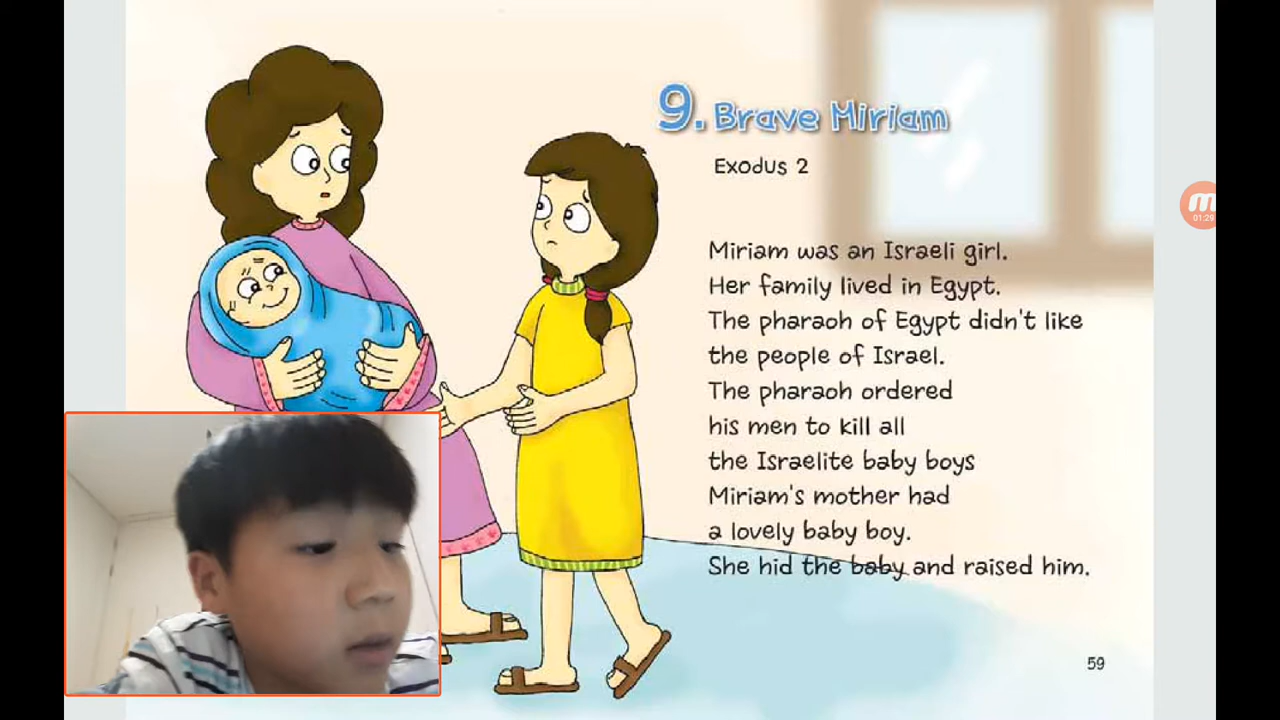 9. Brave Miriam
Exodus 2
Miriam was an Israeli girl.
Her family lived in Egypt.
The pharaoh of Egypt didn't like
the people of Israel.
The pharaoh ordered
his men to kill all
the Israelite baby boys
Miriam's mother had
a lovely baby boy.
She hid the baby and raised him.
59
01:29